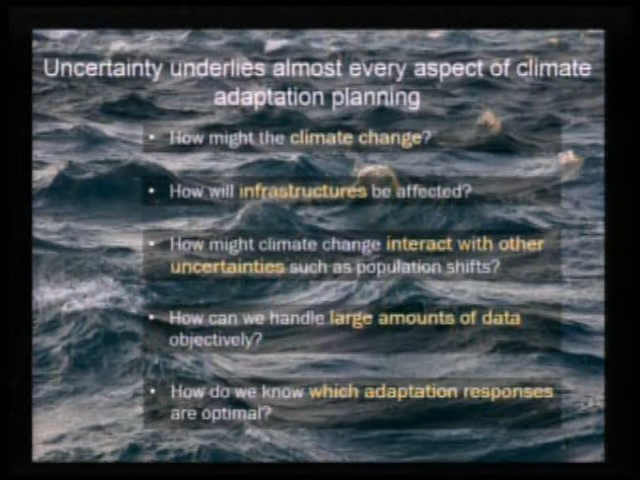 Uncertainty underlies almost every aspect of climate
adaptation planning
• How might the climate change?
• How will infrastructures be affected?
• How might climate change interact with other
uncertainties such as population shifts?
• How can we handle large amounts of data
objectively?
• How do we know which adaptation responses
are optimal?